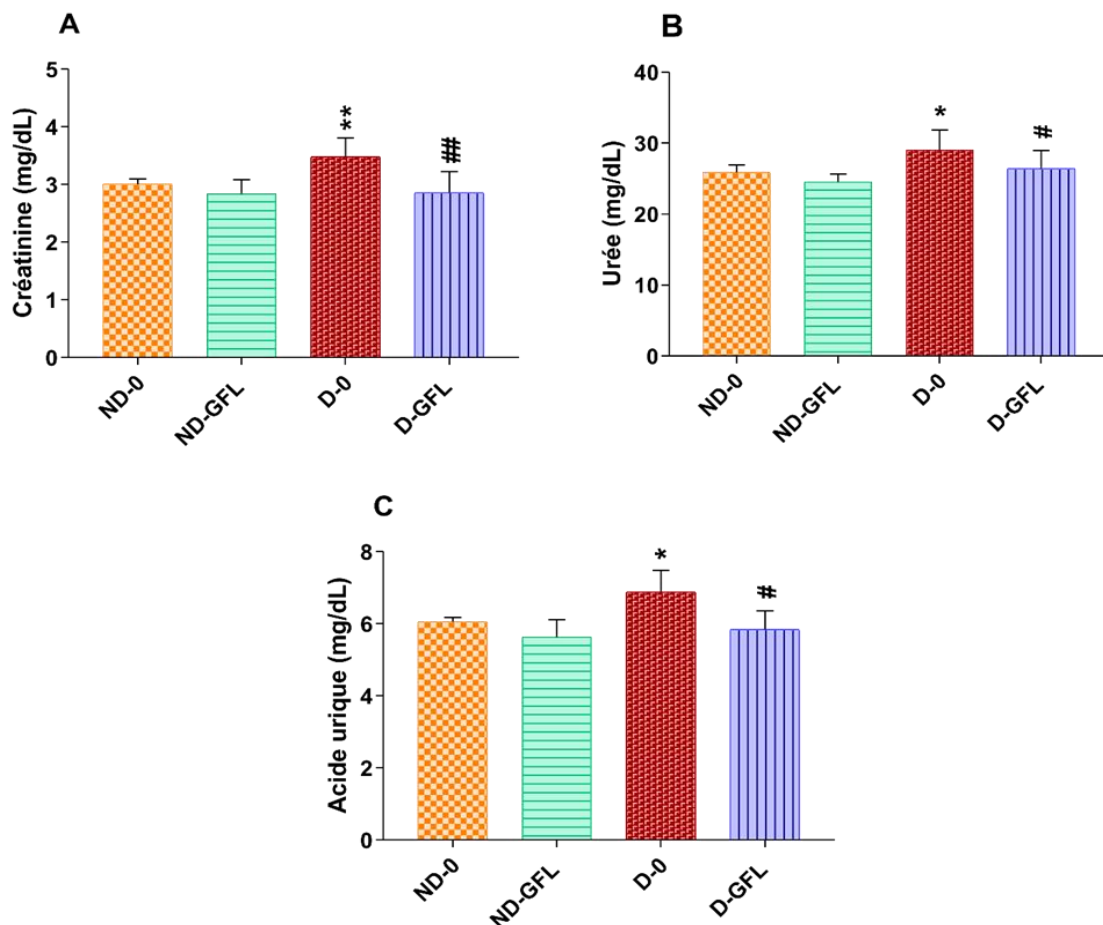 A
Créatinine (mg/dL)
5
4
3
2
1
0
**
##
ND-0
ND-GFL
D-0
D-GFL
B
Urée (mg/dL)
40
30
20
10
0
*
#
ND-0
ND-GFL
D-0
D-GFL
C
Acide urique (mg/dL)
8
6
4
2
0
*
#
ND-0
ND-GFL
D-0
D-GFL